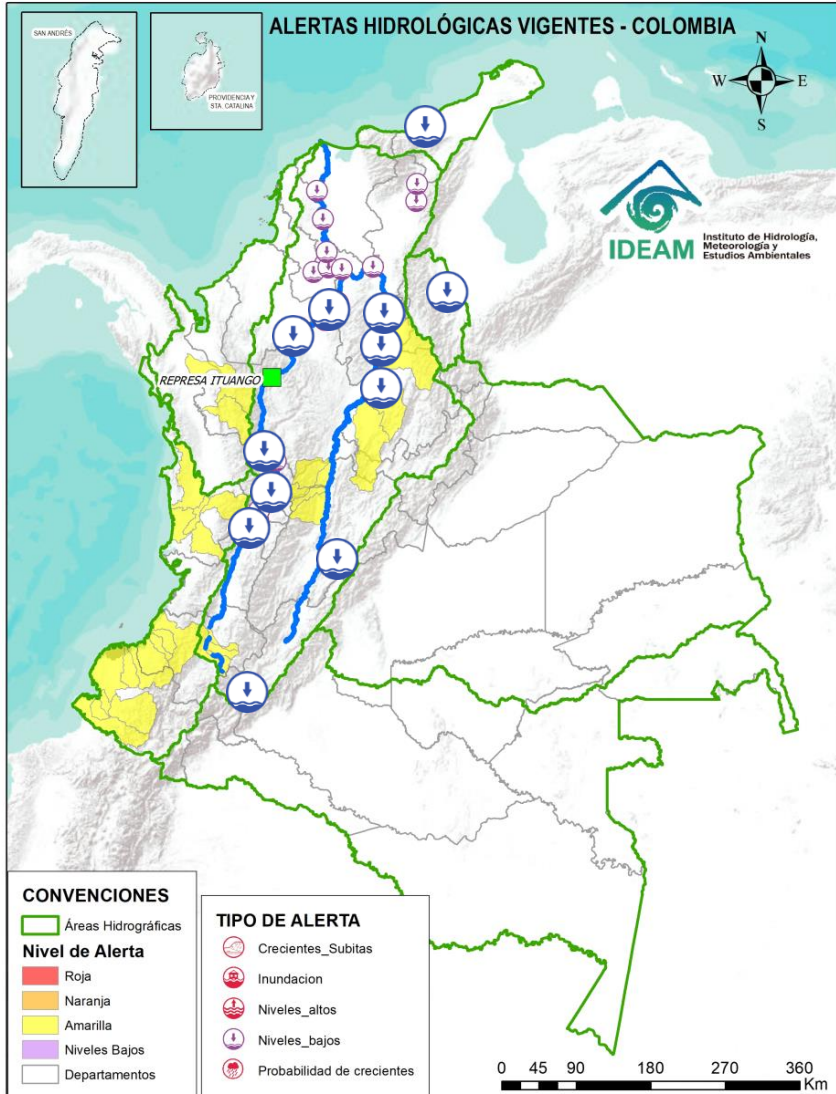 ALERTAS HIDROLÓGICAS VIGENTES - COLOMBIA
SAN ANDRÉS
PROVIDENCIA Y
STA. CATALINA
N
W
E
S
IDEAM
Instituto de Hidrología,
Meteorología y
Estudios Ambientales
REPRESA ITUANGO
CONVENCIONES
Áreas Hidrográficas
Nivel de Alerta
Roja
Naranja
Amarilla
Niveles Bajos
Departamentos
TIPO DE ALERTA
Crecientes_Subitas
Inundacion
Niveles_altos
Niveles_bajos
Probabilidad de crecientes
0 45 90 180 270 360
Km